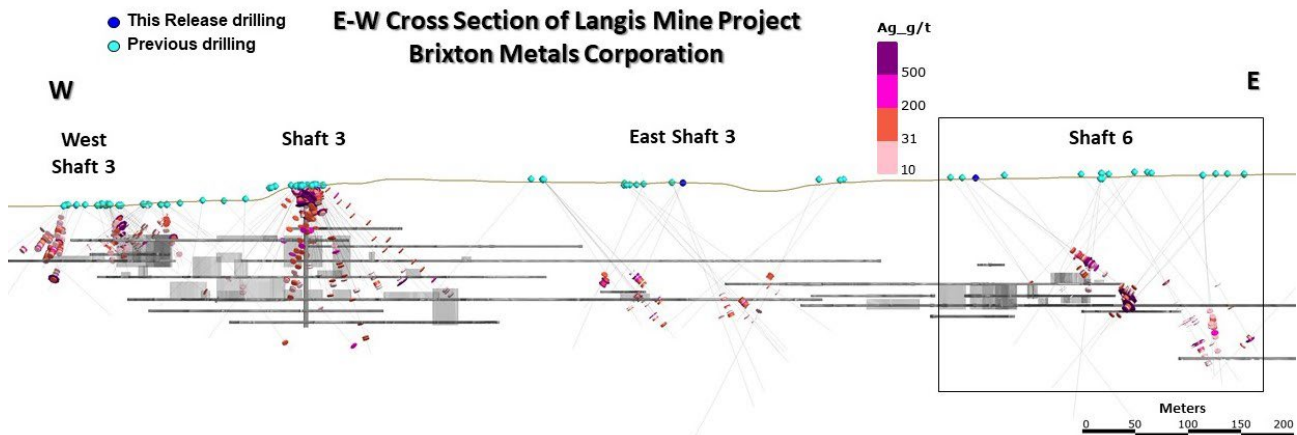 This Release drilling
Previous drilling
E-W Cross Section of Langis Mine Project
Brixton Metals Corporation
Ag_g/t
500
200
31
10
W
E
West
Shaft 3
Shaft 3
East Shaft 3
Shaft 6
Meters
0 50 100 150 200